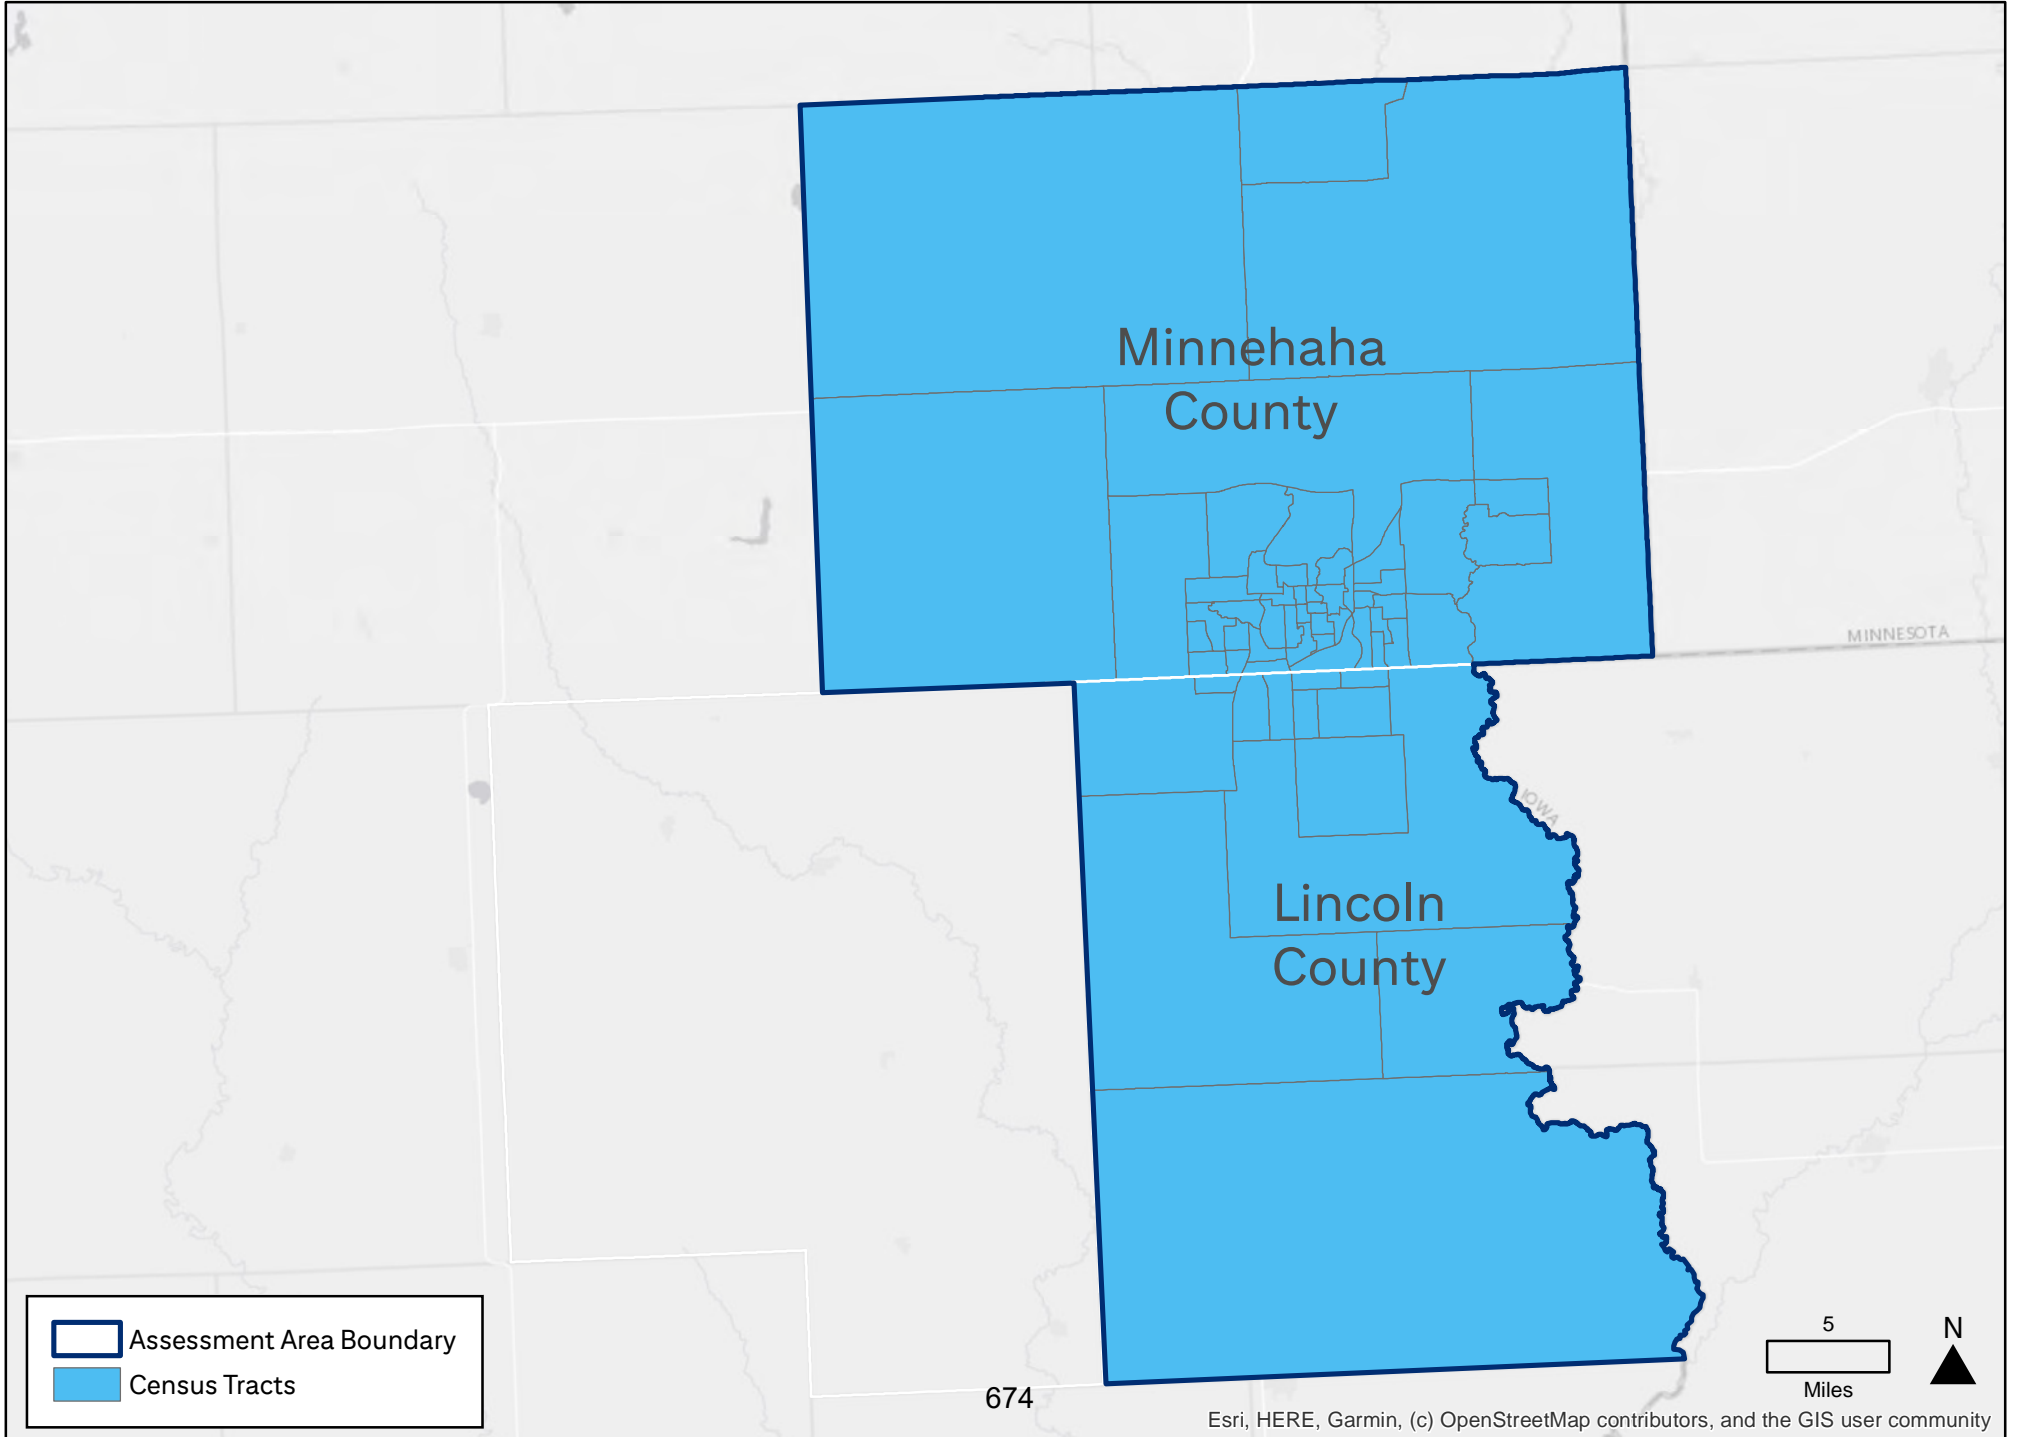 Minnehaha
County
MINNESOTA
IOWA
Lincoln
County
Assessment Area Boundary
Census Tracts
674
5
Miles
N
Esri, HERE, Garmin, (c) OpenStreetMap contributors, and the GIS user community